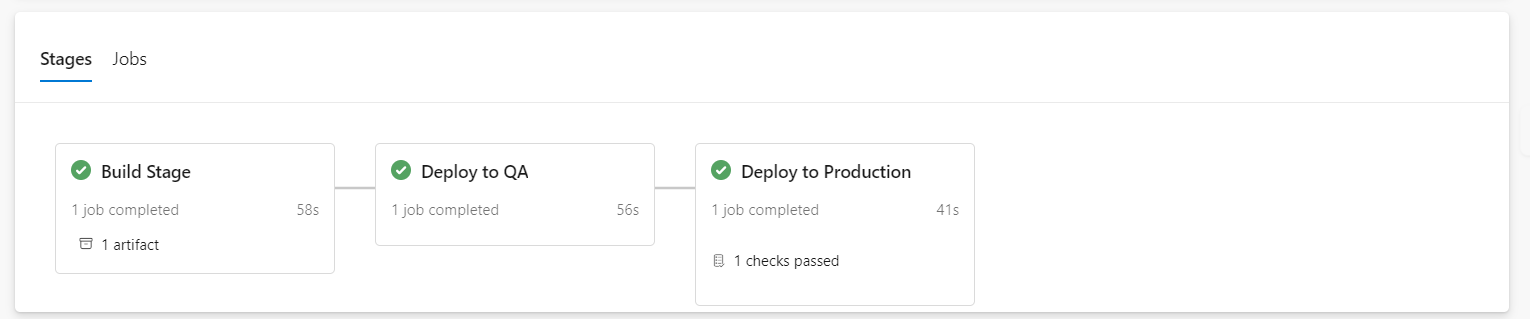 Stages Jobs
Build Stage
1 job completed 58s
1 artifact
Deploy to QA
1 job completed 56s
Deploy to Production
1 job completed 41s
1 checks passed